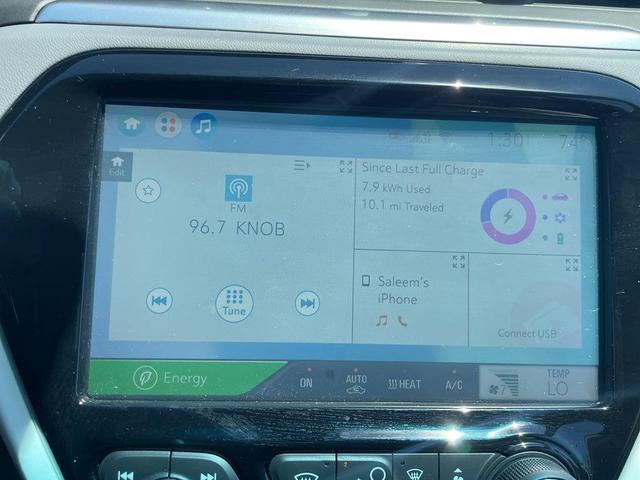 1:30 74°
Edit
FM
96.7 KNOB
Tune
Since Last Full Charge
7.9 kWh Used
10.1 mi Traveled
Saleem's
iPhone
Connect USB
Energy
ON
AUTO
HEAT
A/C
7
TEMP
LO